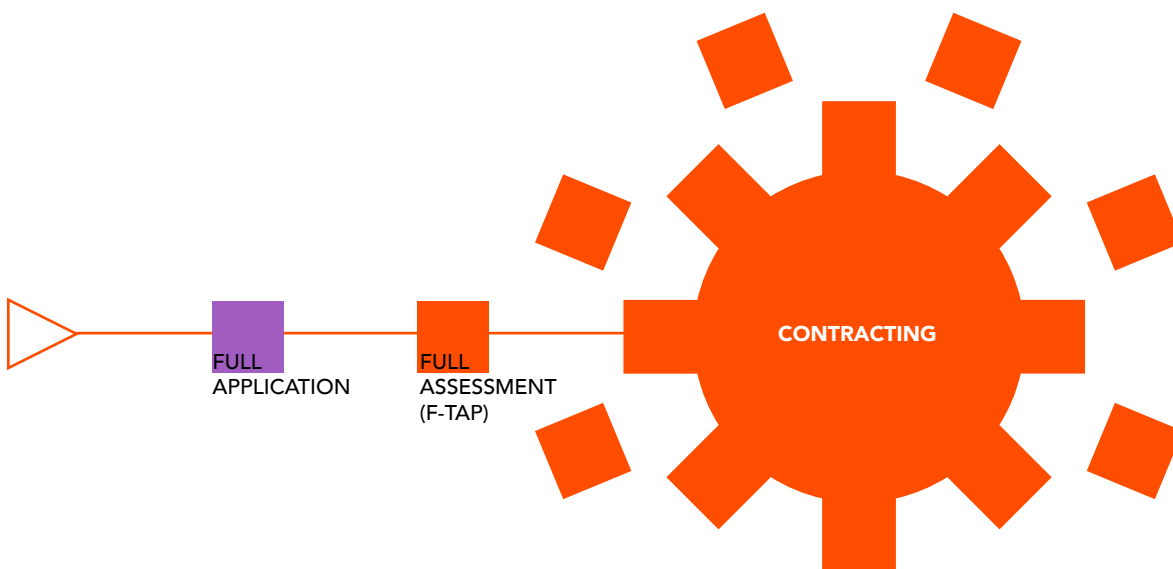 FULL
APPLICATION
FULL
ASSESSMENT
(F-TAP)
CONTRACTING